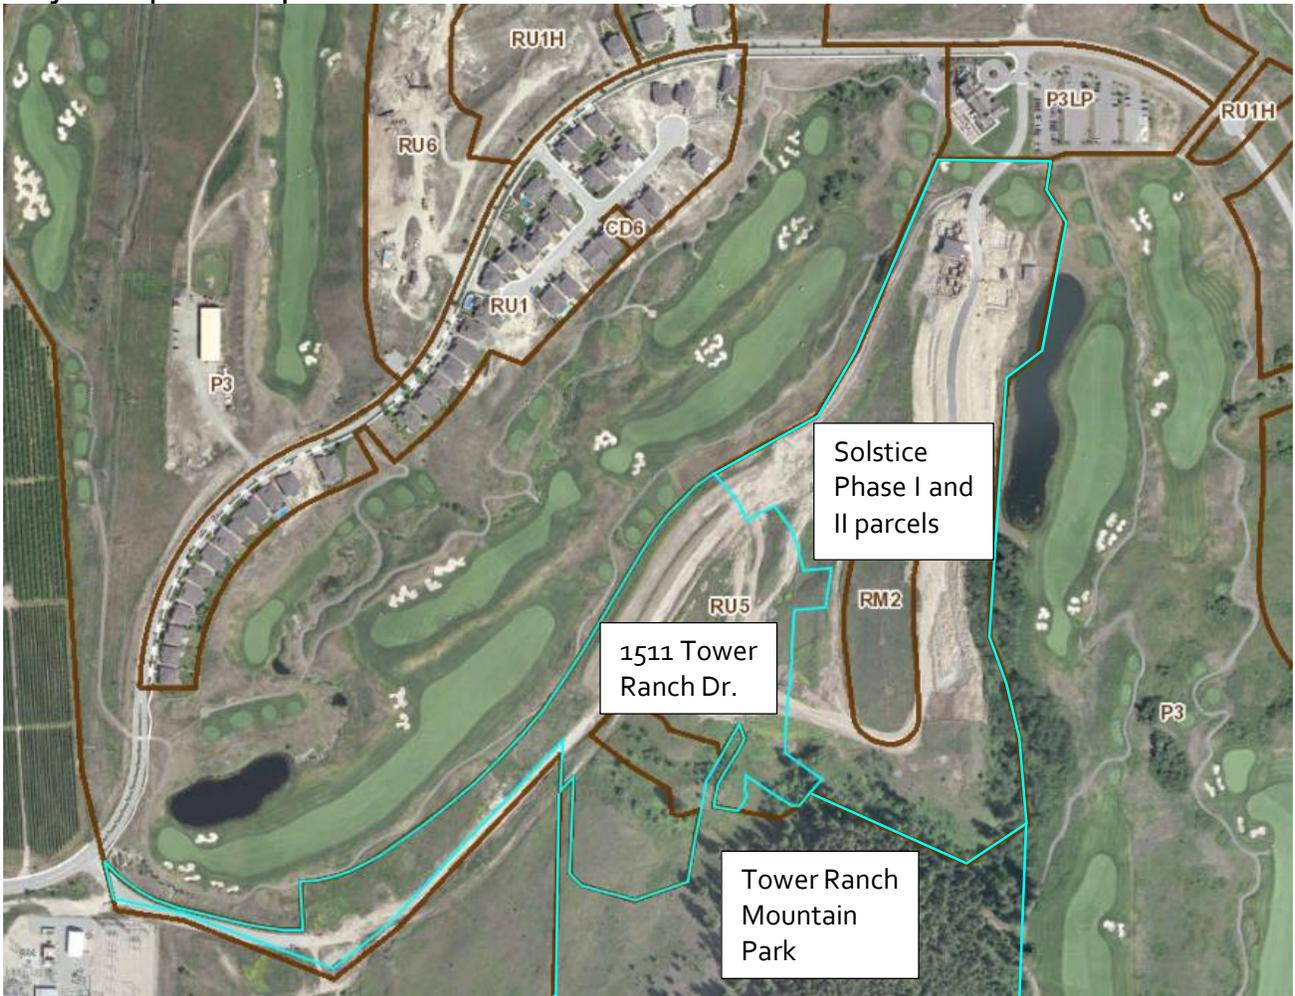 RU1H
P3LP
RU1H
RU6
CD6
RU1
P3
Solstice
Phase I and
II parcels
RU5
RM2
1511 Tower
Ranch Dr.
P3
Tower Ranch
Mountain
Park